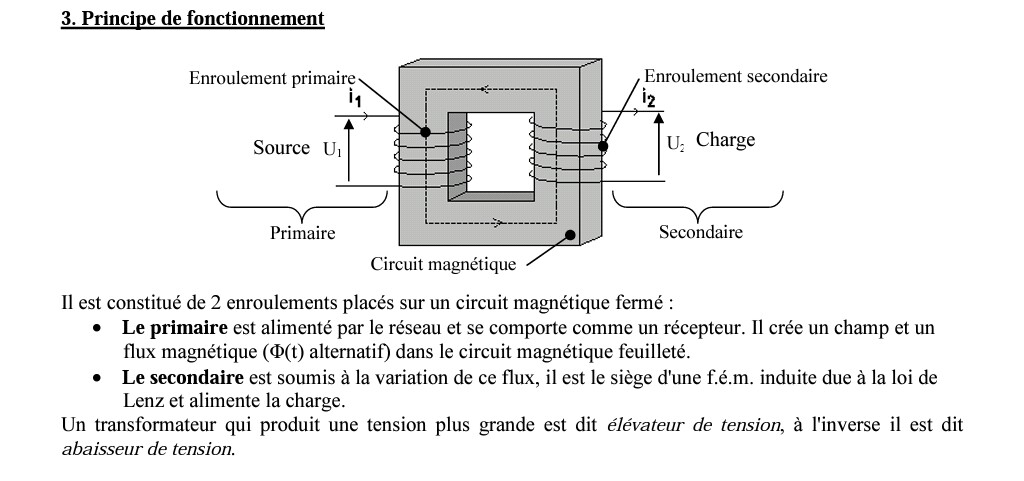 3. Principe de fonctionnement
Enroulement primaire
Enroulement secondaire
i1
i2
Source U1
U2 Charge
Primaire
Secondaire
Circuit magnétique
Il est constitué de 2 enroulements placés sur un circuit magnétique fermé :
• Le primaire est alimenté par le réseau et se comporte comme un récepteur. Il crée un champ et un
flux magnétique (Φ(t) alternatif) dans le circuit magnétique feuilleté.
• Le secondaire est soumis à la variation de ce flux, il est le siège d'une f.é.m. induite due à la loi de
Lenz et alimente la charge.
Un transformateur qui produit une tension plus grande est dit élévateur de tension, à l'inverse il est dit
abaisseur de tension.